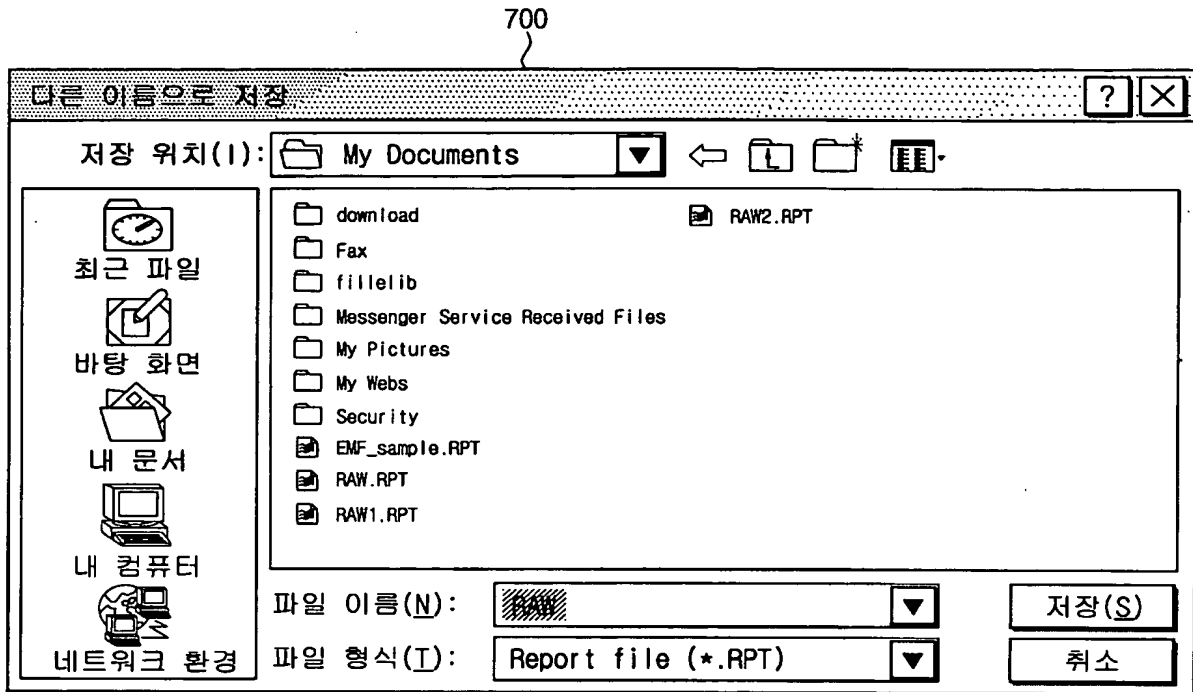 700
다른 이름으로 저장
?
저장 위치(I): My Documents
최근 파일
바탕 화면
내 문서
내 컴퓨터
네트워크 환경
download
Fax
fillelib
Messenger Service Received Files
My Pictures
My Webs
Security
EMF_sample.RPT
RAW.RPT
RAW1.RPT
RAW2.RPT
파일 이름(N): RAW
저장(S)
파일 형식(T): Report file (*.RPT)
취소